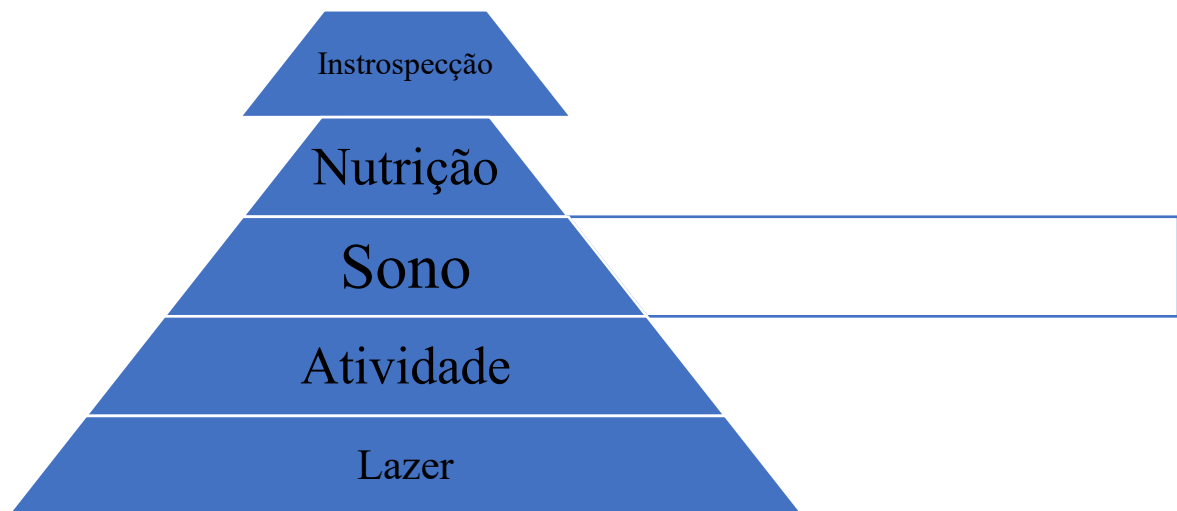 Instrospecção
Nutrição
Sono
Atividade
Lazer